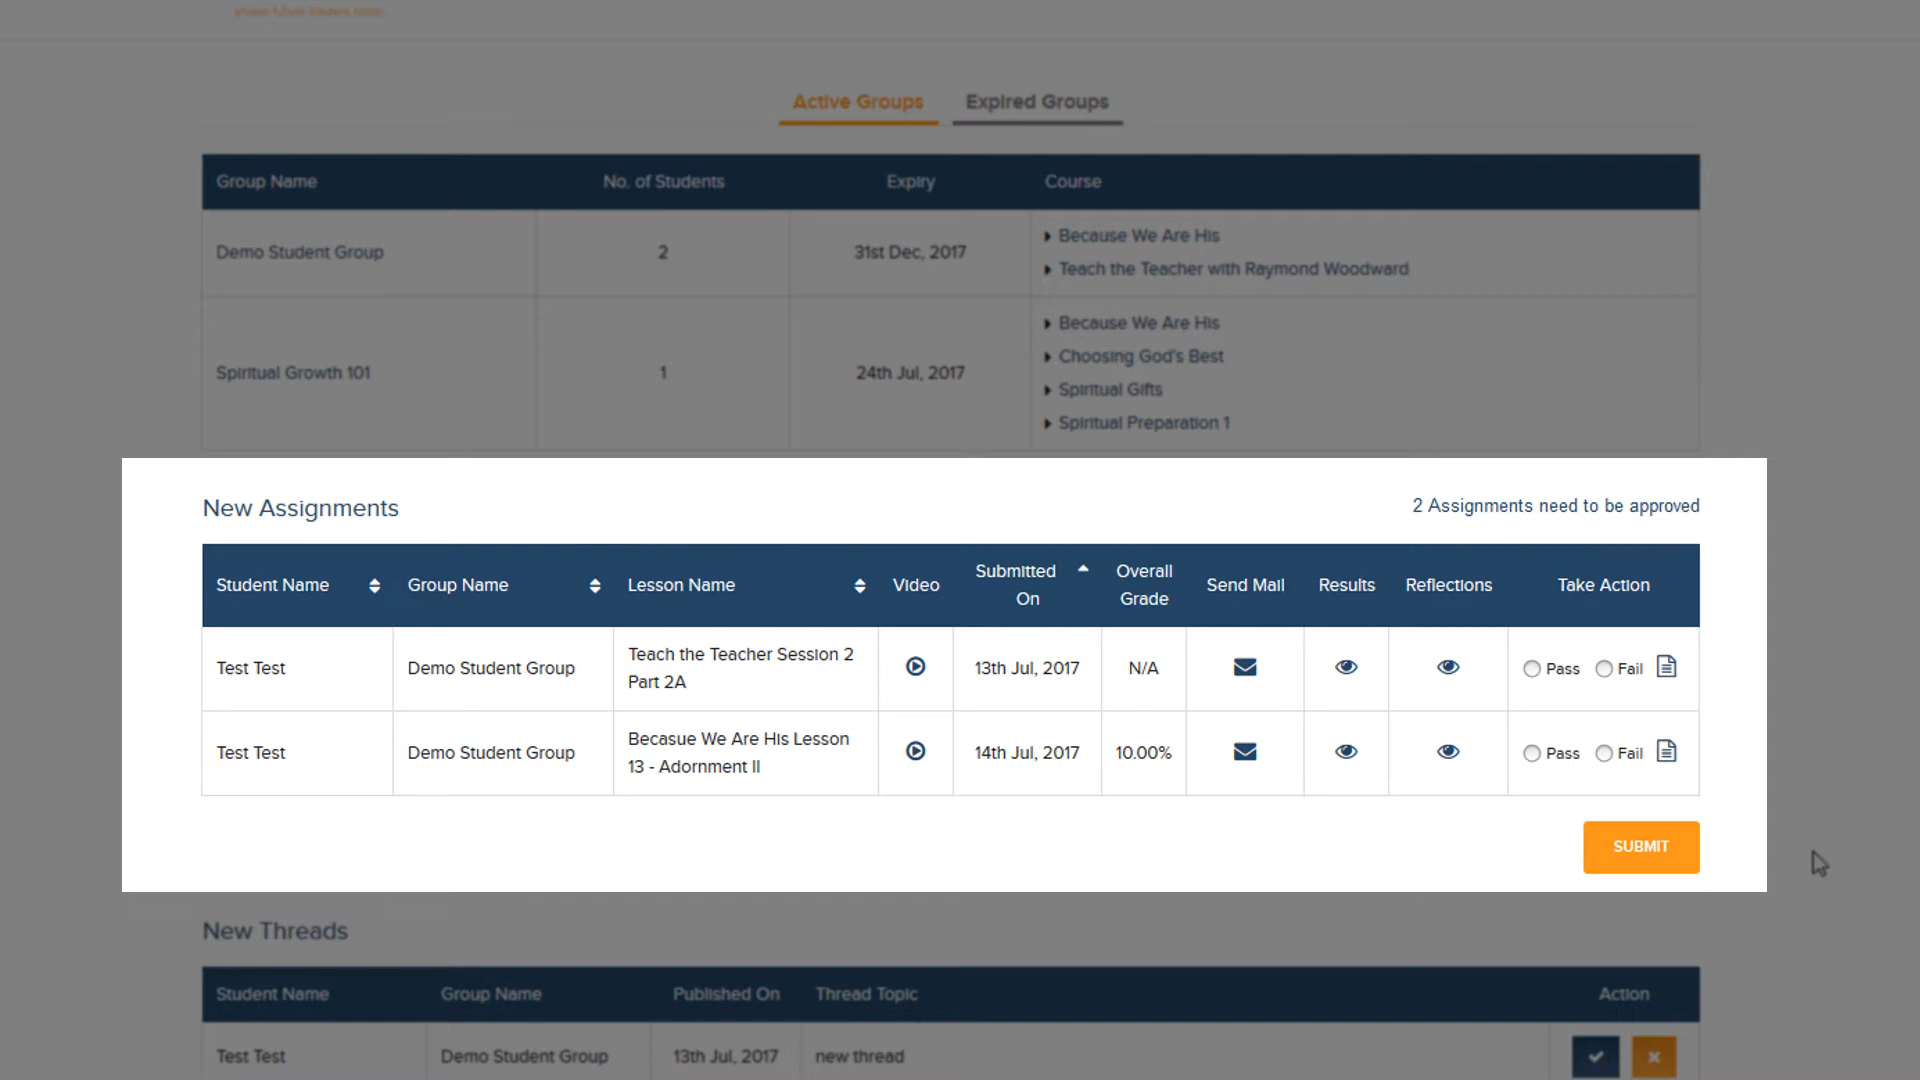 Active Groups Expired Groups
Group Name No. of Students Expiry Course
Demo Student Group 2 31st Dec, 2017
Because We Are His
Teach the Teacher with Raymond Woodward
Spiritual Growth 101 1 24th Jul, 2017
Because We Are His
Choosing God's Best
Spiritual Gifts
Spiritual Preparation 1
New Assignments 2 Assignments need to be approved
Student Name Group Name Lesson Name Video Submitted On Overall Grade Send Mail Results Reflections Take Action
Test Test Demo Student Group Teach the Teacher Session 2 Part 2A 13th Jul, 2017 N/A Pass Fail
Test Test Demo Student Group Becasue We Are His Lesson 13 - Adornment II 14th Jul, 2017 10.00% Pass Fail
SUBMIT
New Threads
Student Name Group Name Published On Thread Topic Action
Test Test Demo Student Group 13th Jul, 2017 new thread